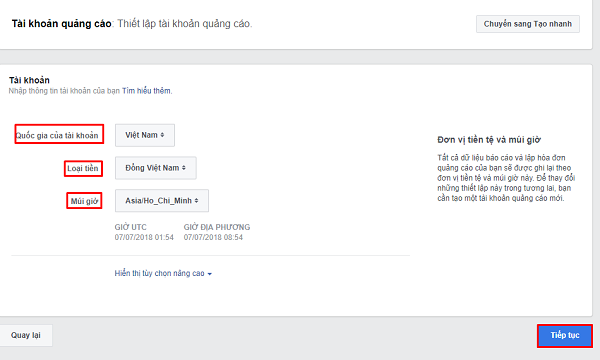 Tài khoản quảng cáo: Thiết lập tài khoản quảng cáo.
Chuyển sang Tạo nhanh
Tài khoản
Nhập thông tin tài khoản của bạn Tìm hiểu thêm.
Quốc gia của tài khoản
Việt Nam
Loại tiền
Đồng Việt Nam
Múi giờ
Asia/Ho_Chi_Minh
GIỜ UTC
07/07/2018 01:54
GIỜ ĐỊA PHƯƠNG
07/07/2018 08:54
Hiển thị tùy chọn nâng cao
Đơn vị tiền tệ và múi giờ
Tất cả dữ liệu báo cáo và lập hóa đơn
quảng cáo của bạn sẽ được ghi lại theo
đơn vị tiền tệ và múi giờ này. Để thay đổi
những thiết lập này trong tương lai, bạn
cần tạo một tài khoản quảng cáo mới.
Quay lại
Tiếp tục